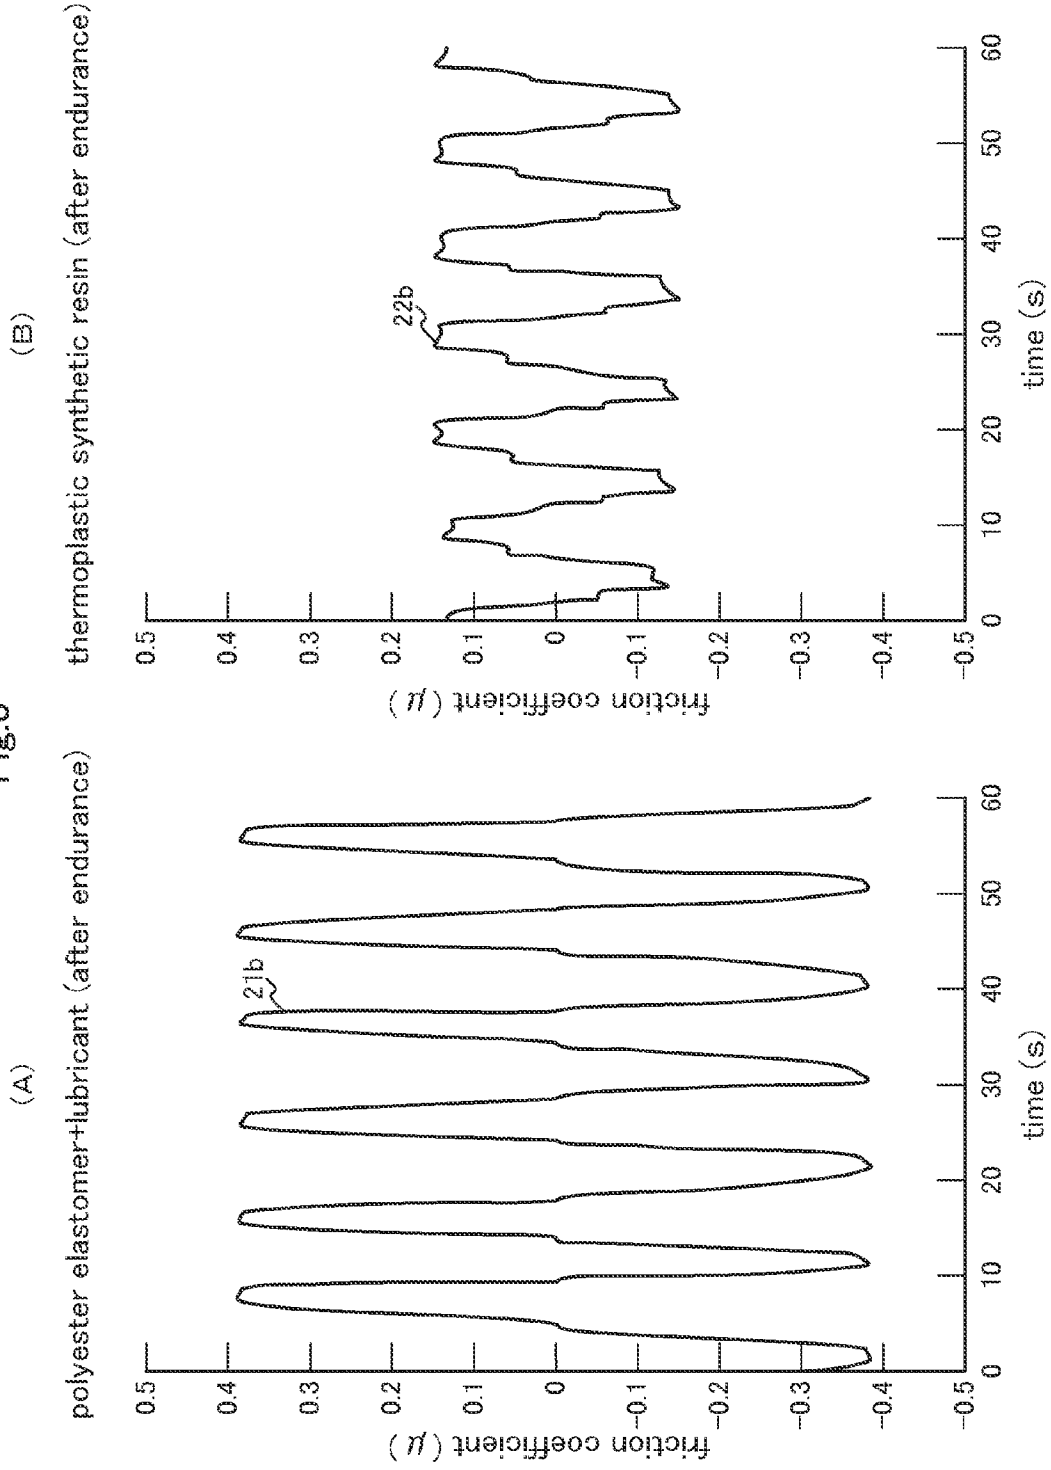 (A)
polyester elastomer+lubricant (after endurance)
friction coefficient (μ)
0.5
0.4
0.3
0.2
0.1
0
−0.1
−0.2
−0.3
−0.4
−0.5
21b
0 10 20 30 40 50 60
time (s)
(B)
thermoplastic synthetic resin (after endurance)
friction coefficient (μ)
0.5
0.4
0.3
0.2
0.1
0
−0.1
−0.2
−0.3
−0.4
−0.5
22b
0 10 20 30 40 50 60
time (s)